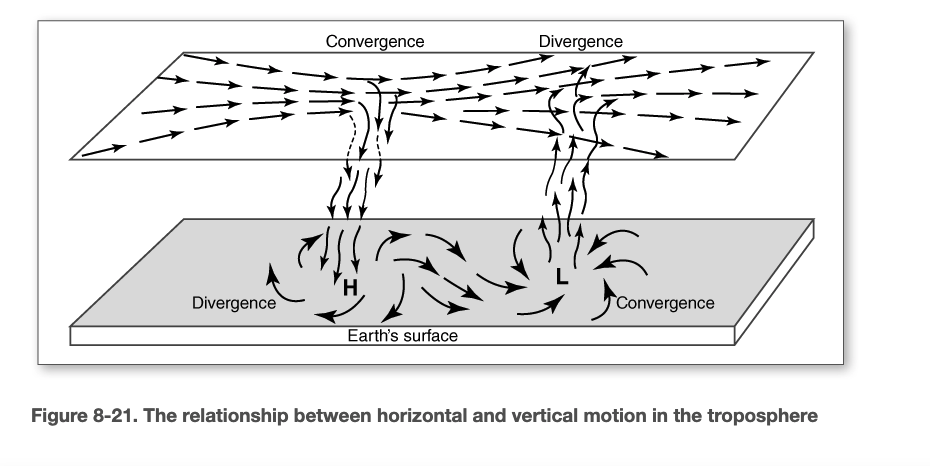 Convergence Divergence
H
L
Divergence
Convergence
Earth's surface
Figure 8-21. The relationship between horizontal and vertical motion in the troposphere